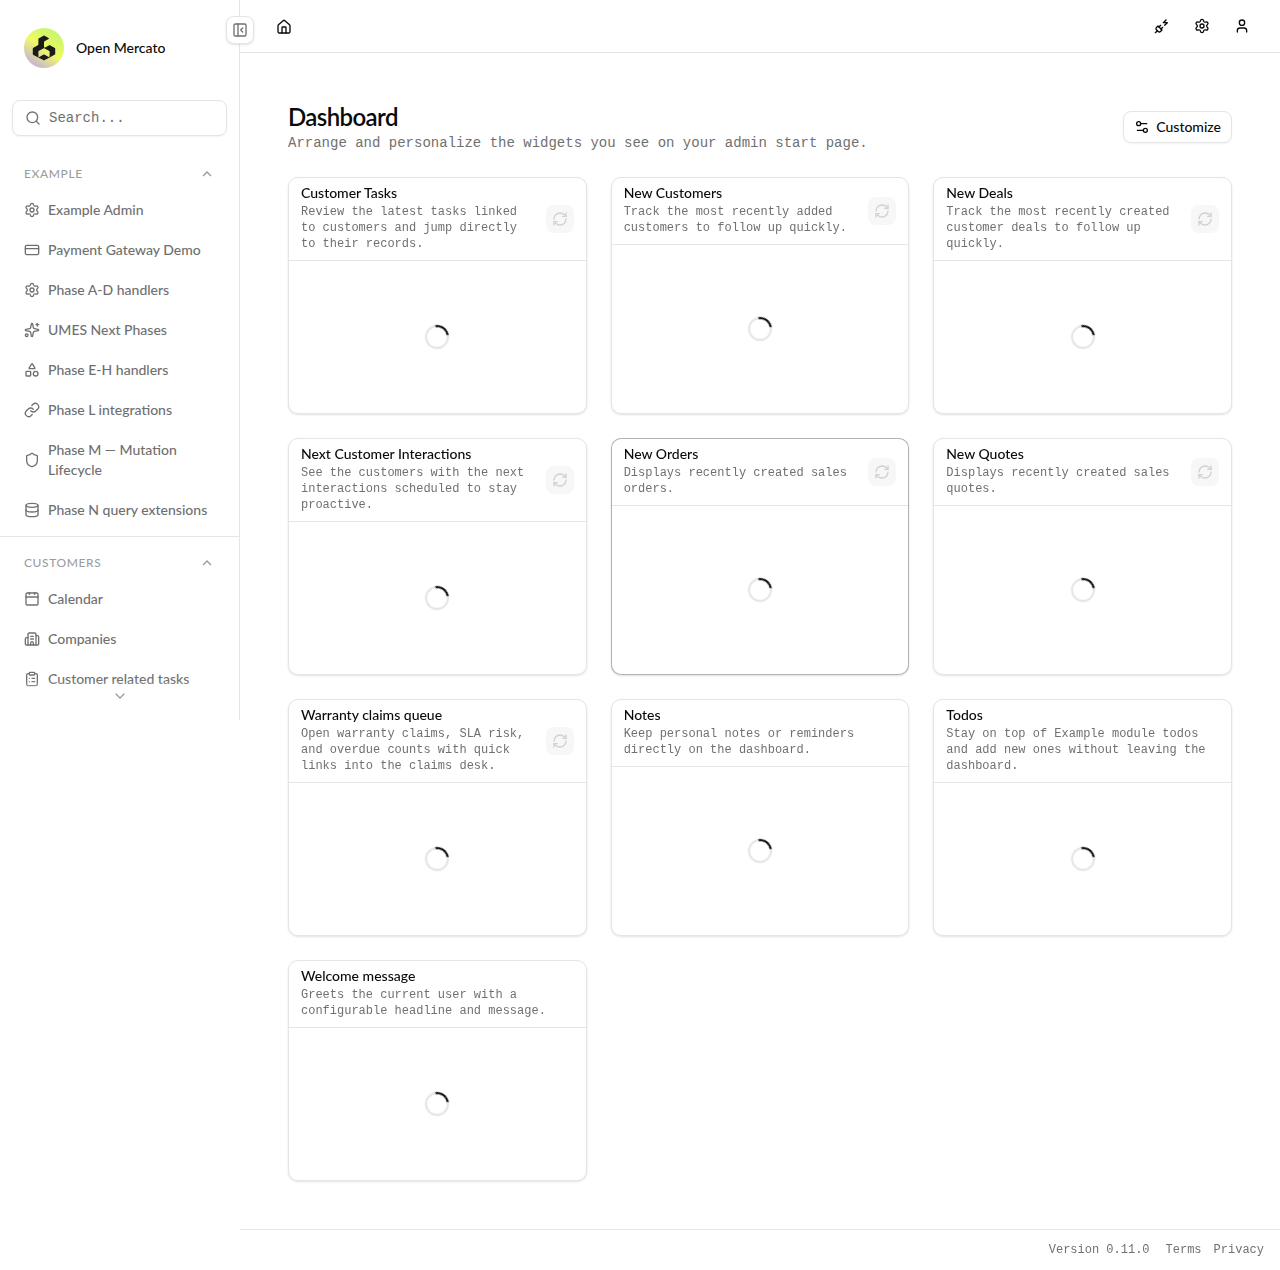 Open Mercato
Search...
EXAMPLE
Example Admin
Payment Gateway Demo
Phase A-D handlers
UMES Next Phases
Phase E-H handlers
Phase L integrations
Phase M — Mutation
Lifecycle
Phase N query extensions
CUSTOMERS
Calendar
Companies
Customer related tasks
Dashboard
Arrange and personalize the widgets you see on your admin start page.
Customize
Customer Tasks
Review the latest tasks linked
to customers and jump directly
to their records.
New Customers
Track the most recently added
customers to follow up quickly.
New Deals
Track the most recently created
customer deals to follow up
quickly.
Next Customer Interactions
See the customers with the next
interactions scheduled to stay
proactive.
New Orders
Displays recently created sales
orders.
New Quotes
Displays recently created sales
quotes.
Warranty claims queue
Open warranty claims, SLA risk,
and overdue counts with quick
links into the claims desk.
Notes
Keep personal notes or reminders
directly on the dashboard.
Todos
Stay on top of Example module todos
and add new ones without leaving the
dashboard.
Welcome message
Greets the current user with a
configurable headline and message.
Version 0.11.0 Terms Privacy